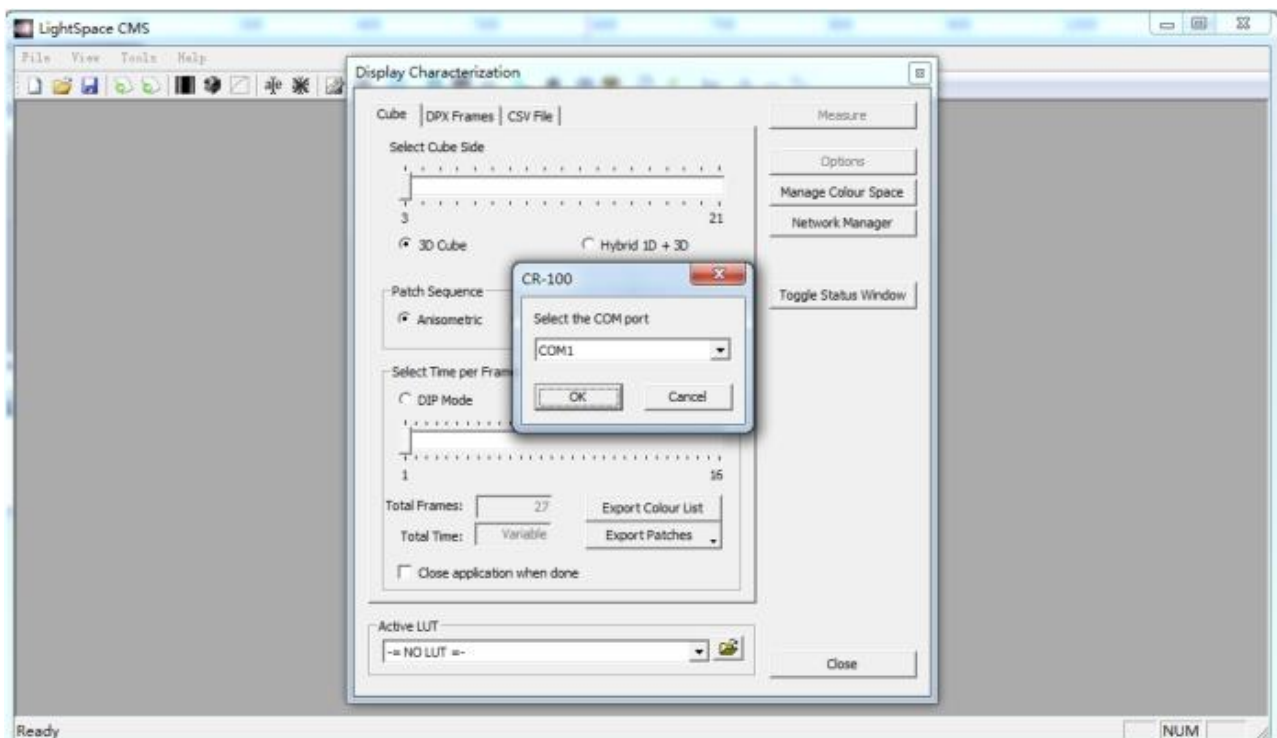 LightSpace CMS
File View Tools Help
Display Characterization
Cube DPX Frames CSV File
Measure
Select Cube Side
Options
Manage Colour Space
3 21
Network Manager
3D Cube Hybrid 1D + 3D
CR-100
Patch Sequence
Select the COM port
Toggle Status Window
Anisometric
COM1
Select Time per Frame
OK Cancel
DIP Mode
1 16
Total Frames: 27 Export Colour List
Total Time: Variable Export Patches
Close application when done
Active LUT
-= NO LUT =-
Close
Ready NUM